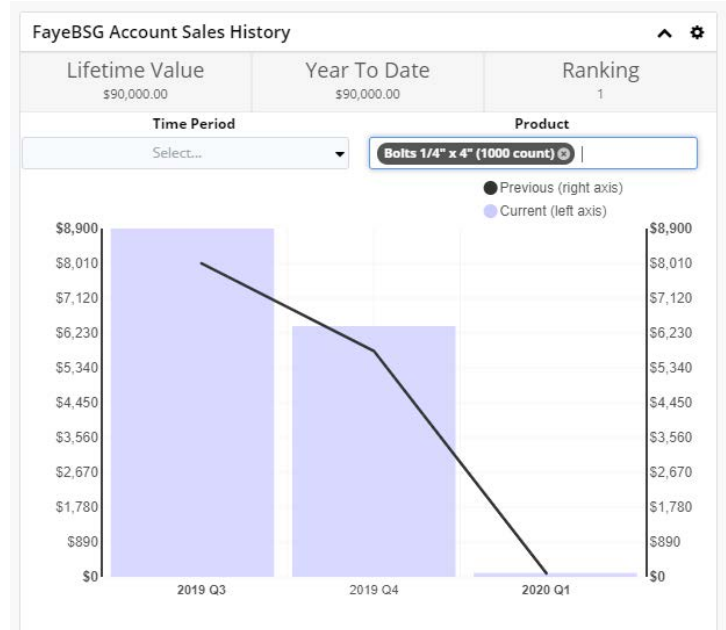 FayeBSG Account Sales History
Lifetime Value Year To Date Ranking
$90,000.00 $90,000.00 1
Time Period Product
Select... Bolts 1/4" x 4" (1000 count)
Previous (right axis)
Current (left axis)
$8,900 $8,900
$8,010 $8,010
$7,120 $7,120
$6,230 $6,230
$5,340 $5,340
$4,450 $4,450
$3,560 $3,560
$2,670 $2,670
$1,780 $1,780
$890 $890
$0 $0
2019 Q3 2019 Q4 2020 Q1